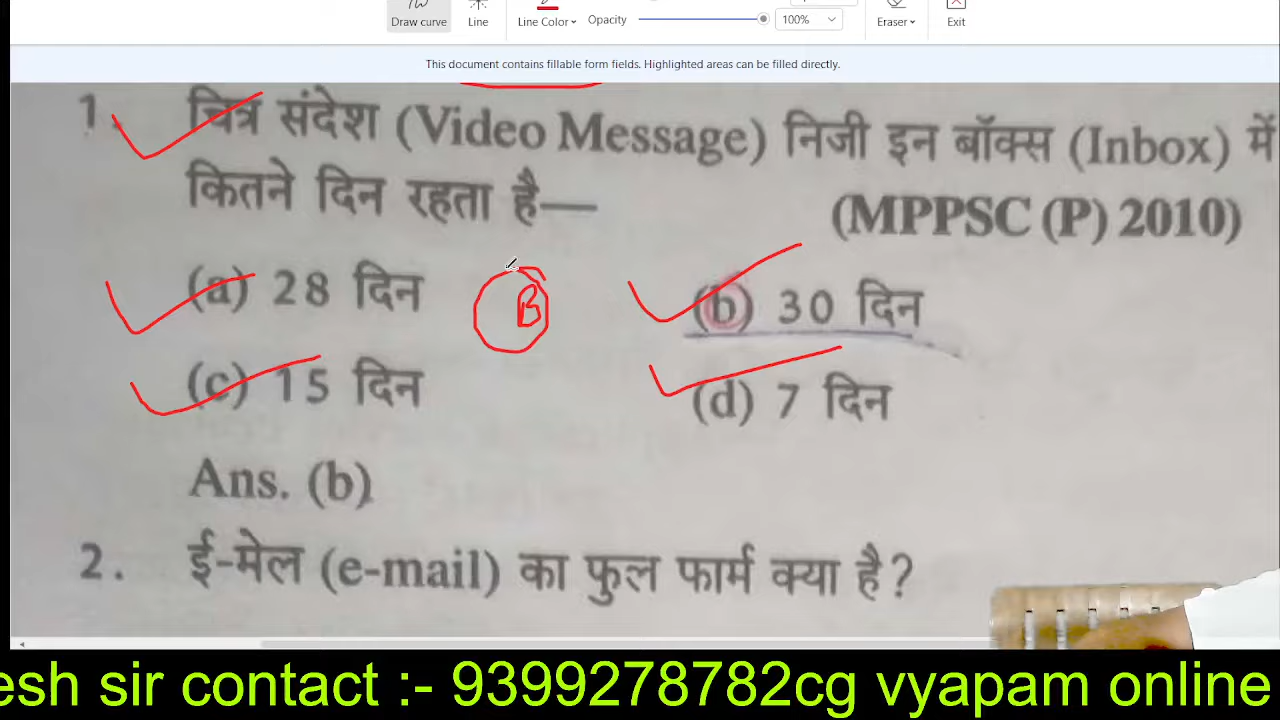 Draw curve Line Line Color Opacity 100% Eraser Exit
This document contains fillable form fields. Highlighted areas can be filled directly.
1. चित्र संदेश (Video Message) निजी इन बॉक्स (Inbox) में
कितने दिन रहता है—
(MPPSC (P) 2010)
(a) 28 दिन (b) 30 दिन
B
(c) 15 दिन (d) 7 दिन
Ans. (b)
2. ई-मेल (e-mail) का फुल फार्म क्या है?
esh sir contact :- 9399278782cg vyapam online